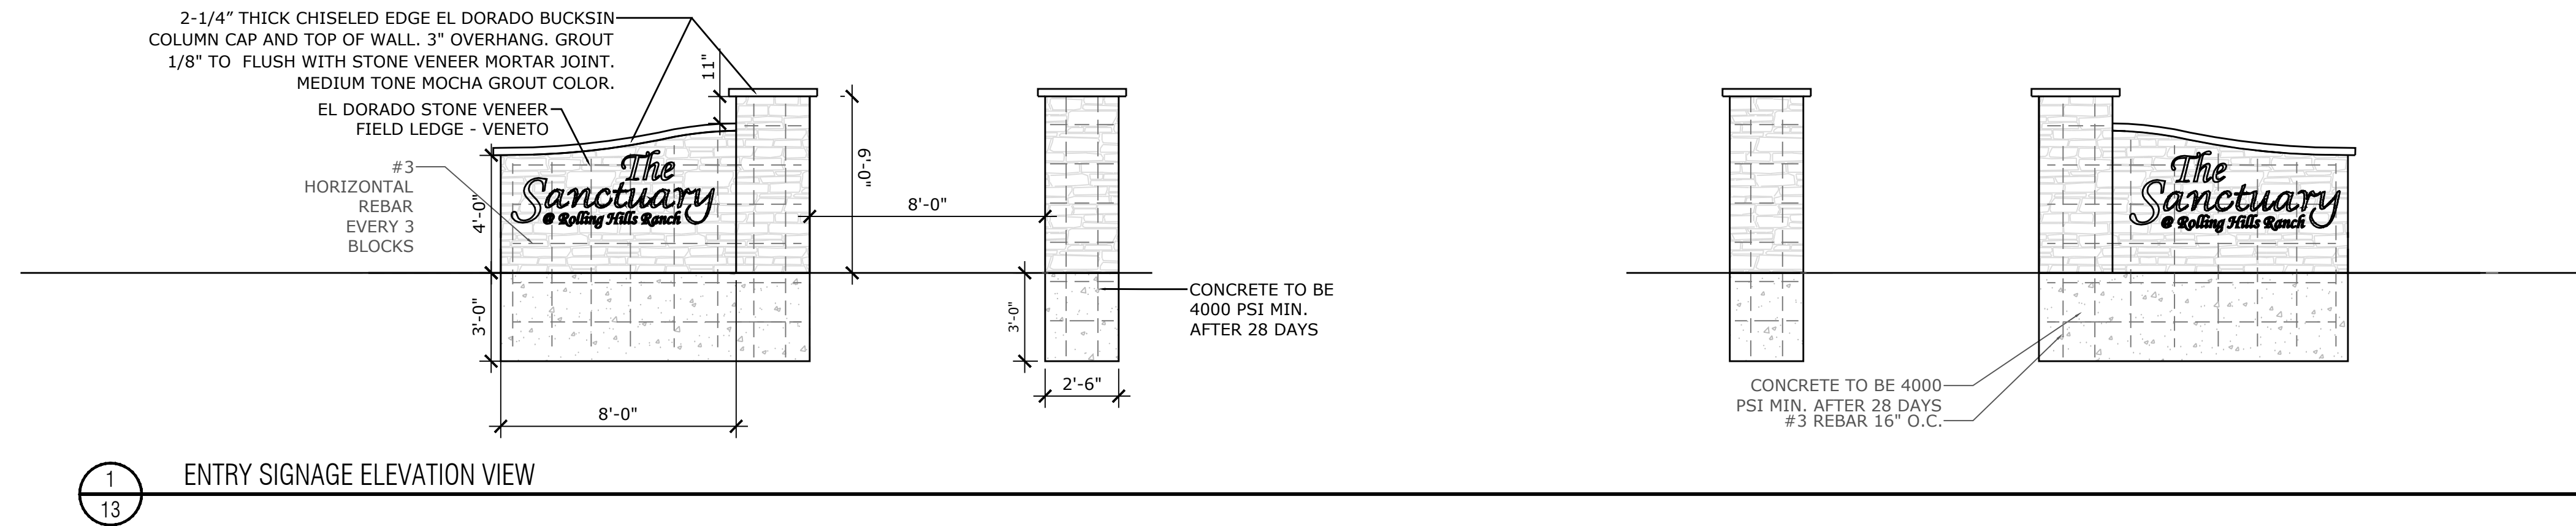 2-1/4” THICK CHISELED EDGE EL DORADO BUCKSIN
COLUMN CAP AND TOP OF WALL. 3" OVERHANG. GROUT
1/8" TO FLUSH WITH STONE VENEER MORTAR JOINT.
MEDIUM TONE MOCHA GROUT COLOR.
EL DORADO STONE VENEER
FIELD LEDGE - VENETO
#3
HORIZONTAL
REBAR
EVERY 3
BLOCKS
11"
4'-0"
3'-0"
The
Sanctuary
@ Rolling Hills Ranch
6'-0"
8'-0"
8'-0"
3'-0"
2'-6"
CONCRETE TO BE
4000 PSI MIN.
AFTER 28 DAYS
The
Sanctuary
@ Rolling Hills Ranch
CONCRETE TO BE 4000
PSI MIN. AFTER 28 DAYS
#3 REBAR 16" O.C.
1
13
ENTRY SIGNAGE ELEVATION VIEW